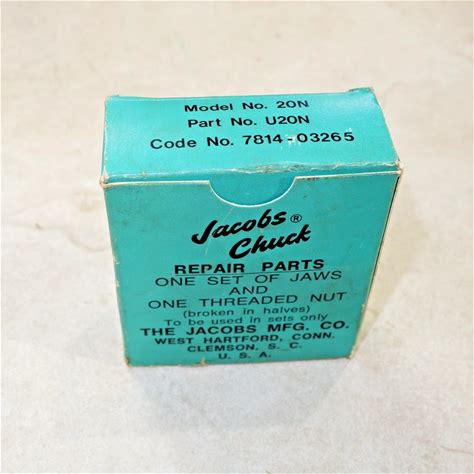 Model No. 20N
Part No. U20N
Code No. 7814-03265
Jacobs®
Chuck
REPAIR PARTS
ONE SET OF JAWS
AND
ONE THREADED NUT
(broken in halves)
To be used in sets only
THE JACOBS MFG. CO.
WEST HARTFORD, CONN.
CLEMSON, S. C.
U. S. A.